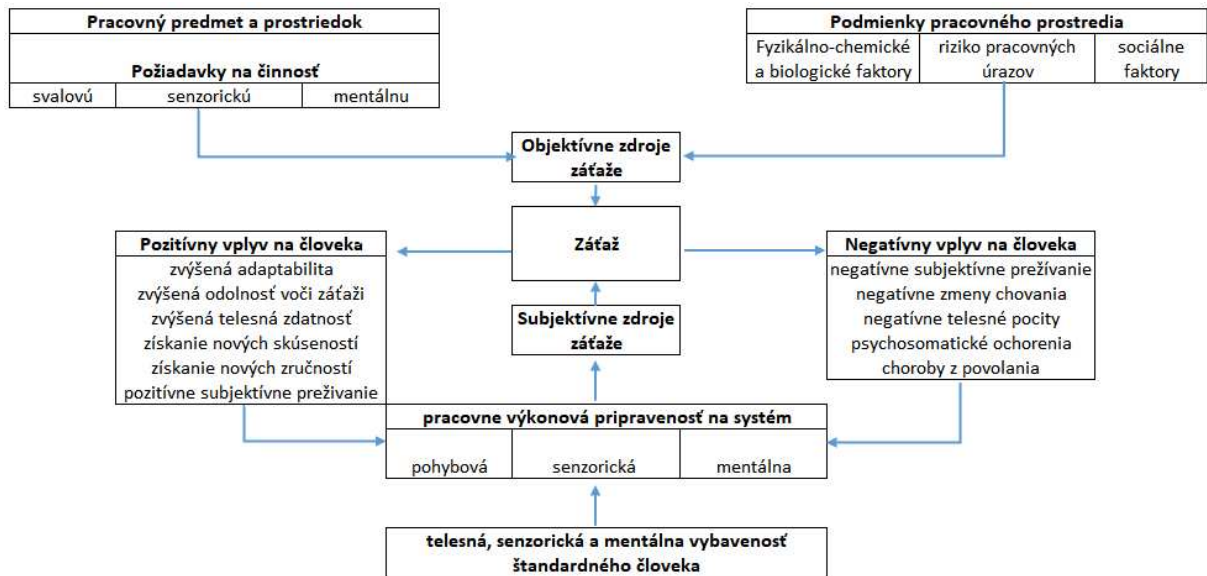 Pracovný predmet a prostriedok
Požiadavky na činnosť
svalovú senzorickú mentálnu
Podmienky pracovného prostredia
Fyzikálno-chemické
a biologické faktory
riziko pracovných
úrazov
sociálne
faktory
Objektívne zdroje
záťaže
Záťaž
Pozitívny vplyv na človeka
zvýšená adaptabilita
zvýšená odolnosť voči záťaži
zvýšená telesná zdatnosť
získanie nových skúseností
získanie nových zručností
pozitívne subjektívne preživanie
Negatívny vplyv na človeka
negatívne subjektívne prežívanie
negatívne zmeny chovania
negatívne telesné pocity
psychosomatické ochorenia
choroby z povolania
Subjektívne zdroje
záťaže
pracovne výkonová pripravenosť na systém
pohybová senzorická mentálna
telesná, senzorická a mentálna vybavenosť
štandardného človeka